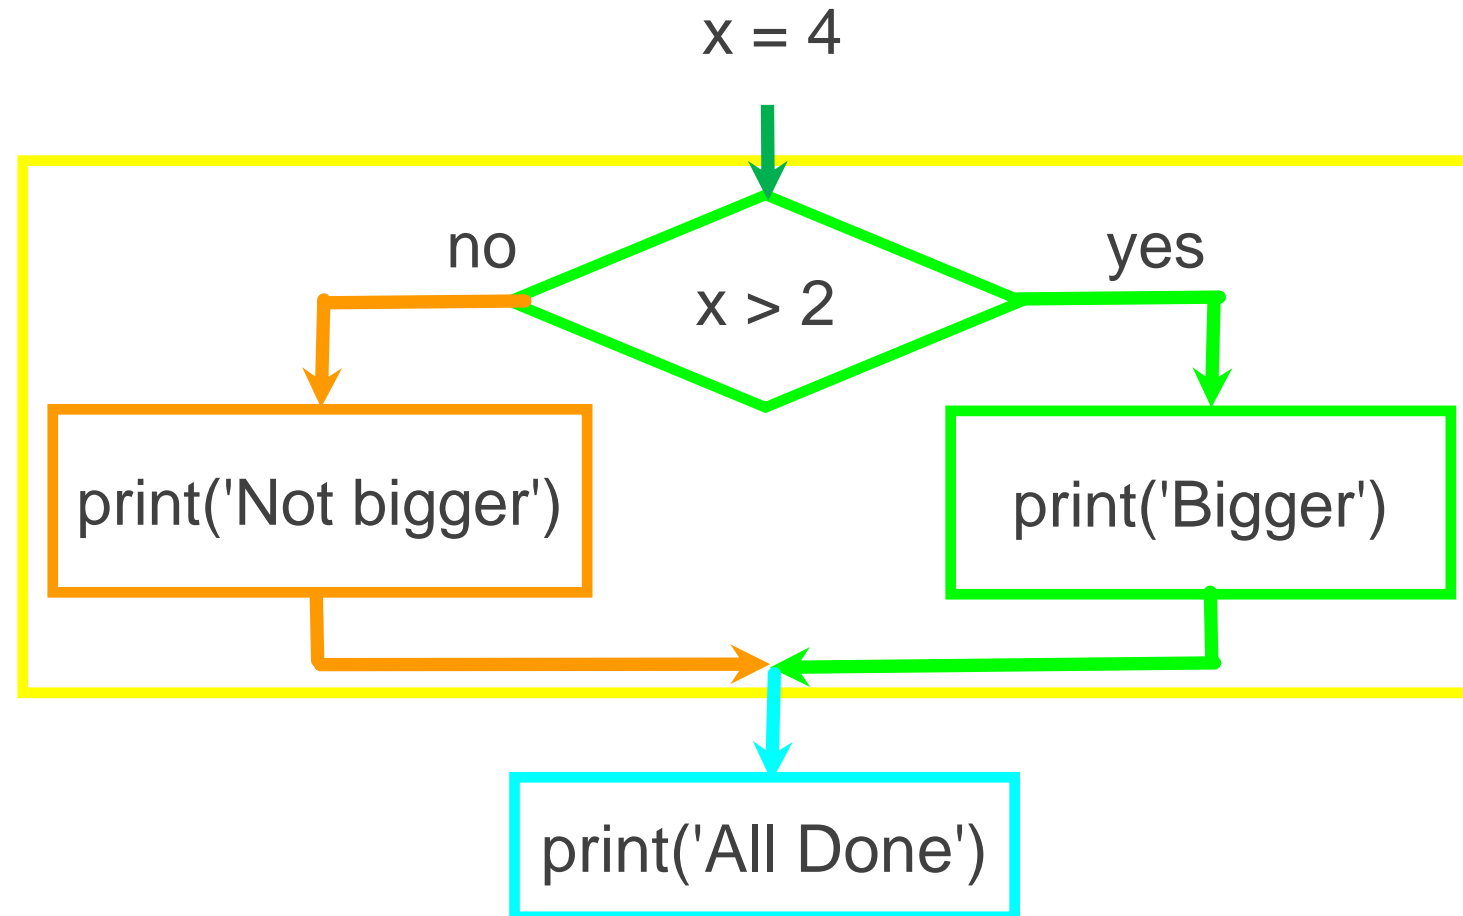 x = 4
no
yes
x > 2
print('Not bigger')
print('Bigger')
print('All Done')